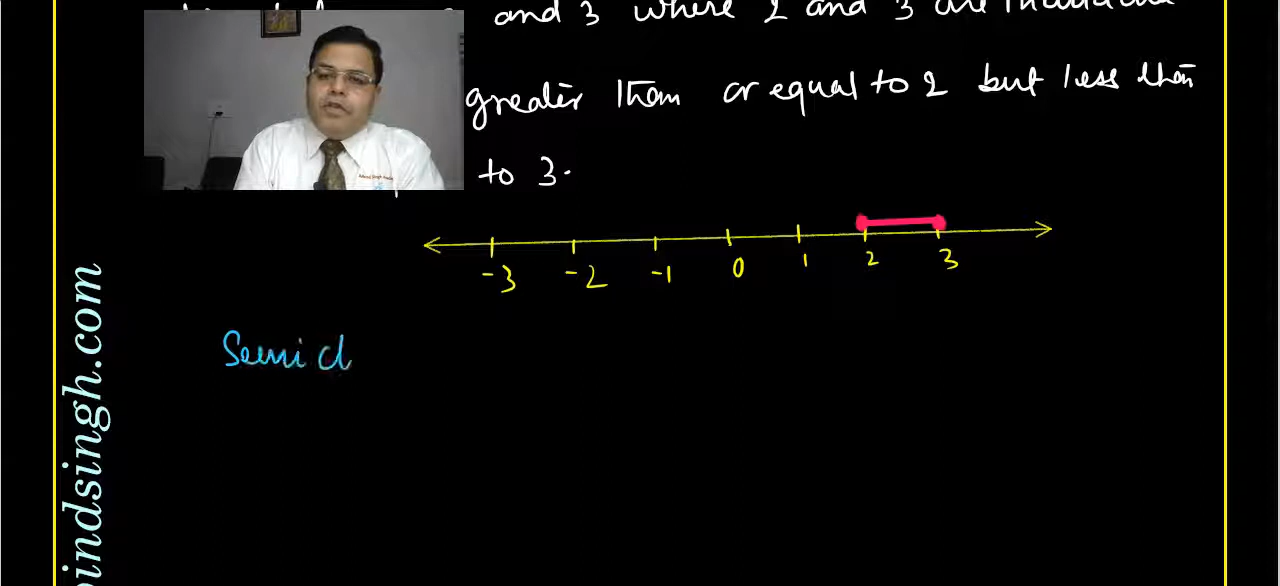 and 3 where 2 and 3 are
greater than or equal to 2 but less than
to 3.
-3 -2 -1 0 1 2 3
Semi cl
indsingh.com